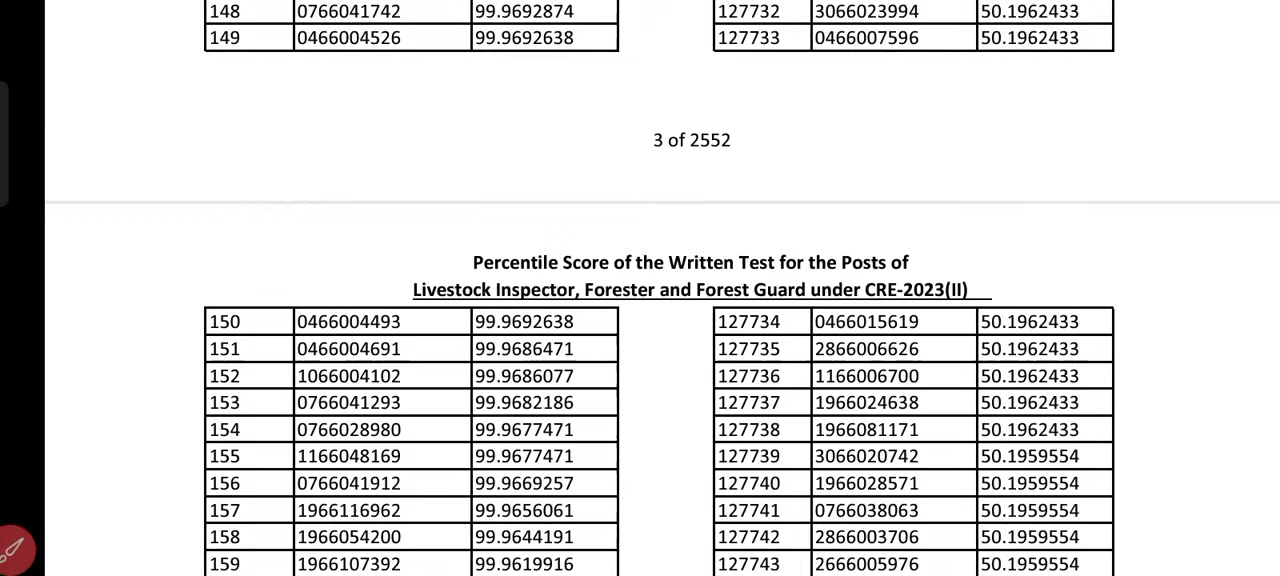 148 0766041742 99.9692874 127732 3066023994 50.1962433
149 0466004526 99.9692638 127733 0466007596 50.1962433
3 of 2552
Percentile Score of the Written Test for the Posts of
Livestock Inspector, Forester and Forest Guard under CRE-2023(II)
150 0466004493 99.9692638 127734 0466015619 50.1962433
151 0466004691 99.9686471 127735 2866006626 50.1962433
152 1066004102 99.9686077 127736 1166006700 50.1962433
153 0766041293 99.9682186 127737 1966024638 50.1962433
154 0766028980 99.9677471 127738 1966081171 50.1962433
155 1166048169 99.9677471 127739 3066020742 50.1959554
156 0766041912 99.9669257 127740 1966028571 50.1959554
157 1966116962 99.9656061 127741 0766038063 50.1959554
158 1966054200 99.9644191 127742 2866003706 50.1959554
159 1966107392 99.9619916 127743 2666005976 50.1959554